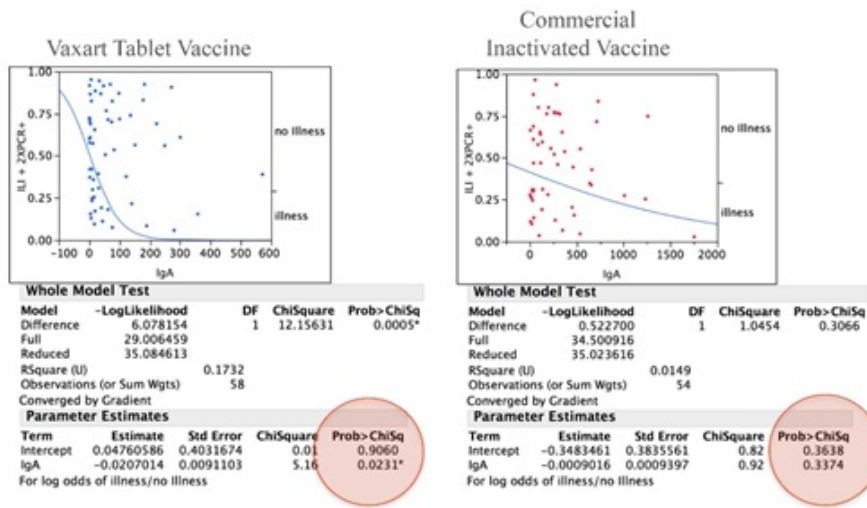 Vaxart Tablet Vaccine
1.00
0.75
0.50
0.25
0.00
ILI + 2XPCR+
no Illness
illness
-100 0 100 200 300 400 500 600
IgA
Whole Model Test
Model -LogLikelihood DF ChiSquare Prob>ChiSq
Difference 6.078154 1 12.15631 0.0005*
Full 29.006459
Reduced 35.084613
RSquare (U) 0.1732
Observations (or Sum Wgts) 58
Converged by Gradient
Parameter Estimates
Term Estimate Std Error ChiSquare Prob>ChiSq
Intercept 0.04760586 0.4031674 0.01 0.9060
IgA -0.0207014 0.0091103 5.16 0.0231*
For log odds of illness/no Illness
Commercial
Inactivated Vaccine
1.00
0.75
0.50
0.25
0.00
ILI + 2XPCR+
no Illness
illness
0 500 1000 1500 2000
IgA
Whole Model Test
Model -LogLikelihood DF ChiSquare Prob>ChiSq
Difference 0.522700 1 1.0454 0.3066
Full 34.500916
Reduced 35.023616
RSquare (U) 0.0149
Observations (or Sum Wgts) 54
Converged by Gradient
Parameter Estimates
Term Estimate Std Error ChiSquare Prob>ChiSq
Intercept -0.3483461 0.3835561 0.82 0.3638
IgA -0.0009016 0.0009397 0.92 0.3374
For log odds of illness/no Illness